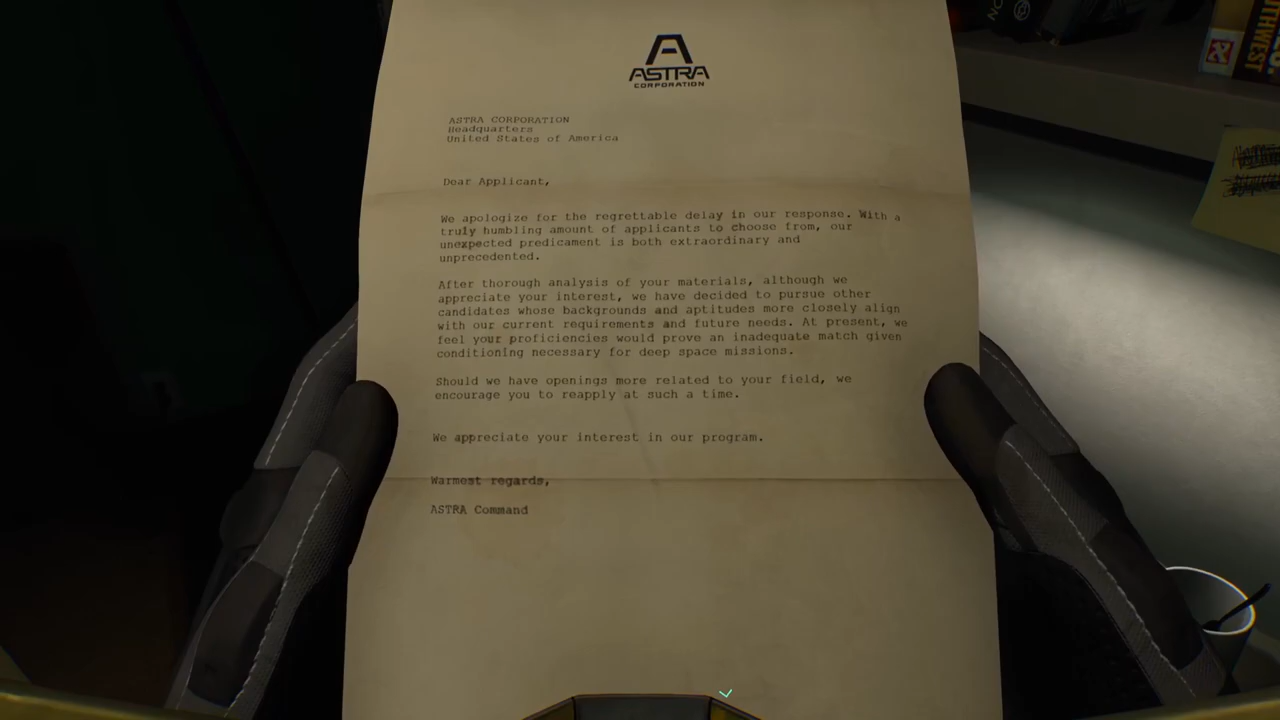 A
ASTRA
CORPORATION
ASTRA CORPORATION
Headquarters
United States of America
Dear Applicant,
We apologize for the regrettable delay in our response. With a
truly humbling amount of applicants to choose from, our
unexpected predicament is both extraordinary and
unprecedented.
After thorough analysis of your materials, although we
appreciate your interest, we have decided to pursue other
candidates whose backgrounds and aptitudes more closely align
with our current requirements and future needs. At present, we
feel your proficiencies would prove an inadequate match given
conditioning necessary for deep space missions.
Should we have openings more related to your field, we
encourage you to reapply at such a time.
We appreciate your interest in our program.
Warmest regards,
ASTRA Command